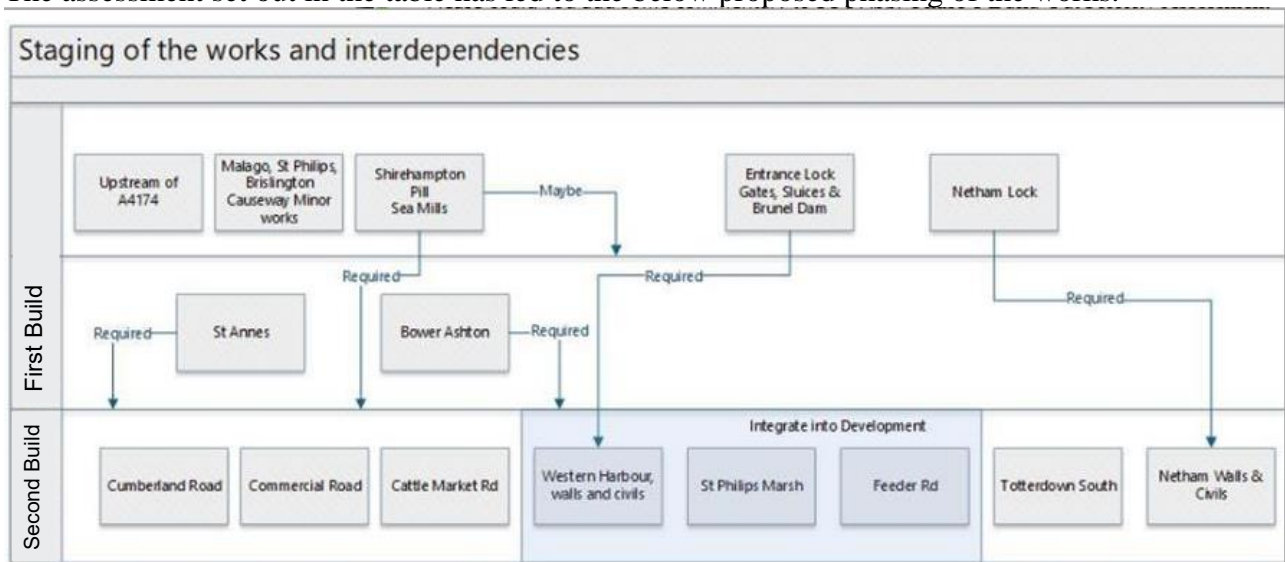 The assessment set out in the table has led to the below proposed phasing of the works.
Staging of the works and interdependencies
First Build
Upstream of
A4174
Malago, St Philips,
Brislington
Causeway Minor
works
Shirehampton
Pill
Sea Mills
Maybe
Entrance Lock
Gates, Sluices &
Brunel Dam
Netham Lock
Required
Required
Required
Required
St Annes
Bower Ashton
Required
Second Build
Integrate into Development
Cumberland Road
Commercial Road
Cattle Market Rd
Western Harbour,
walls and civils
St Philips Marsh
Feeder Rd
Totterdown South
Netham Walls &
Civils